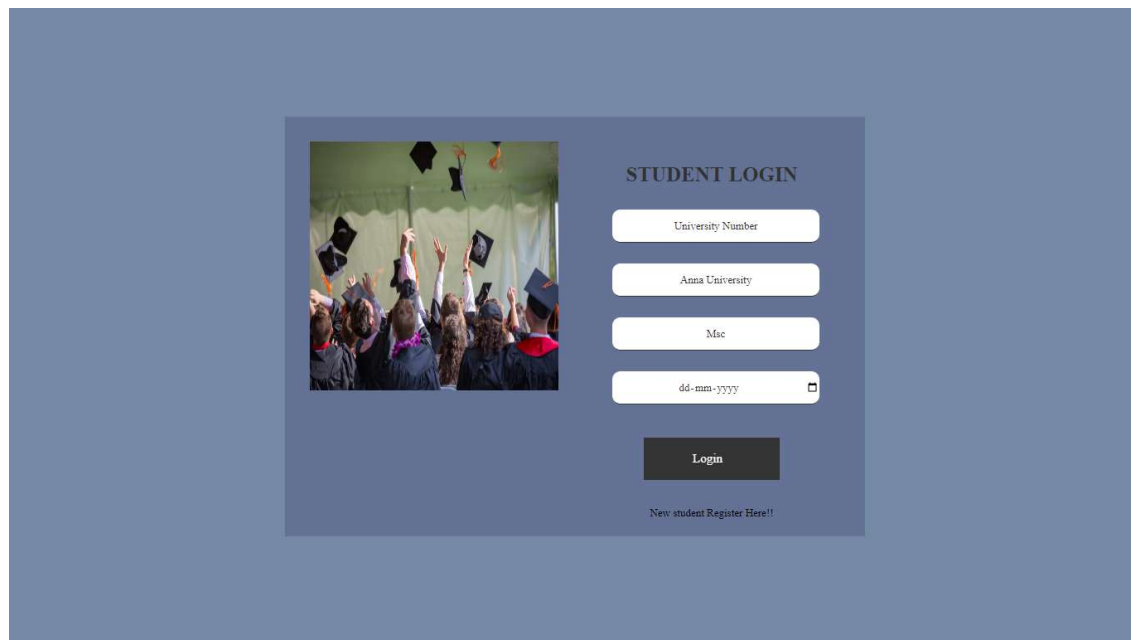 STUDENT LOGIN
University Number
Anna University
Msc
dd-mm-yyyy
Login
New student Register Here!!